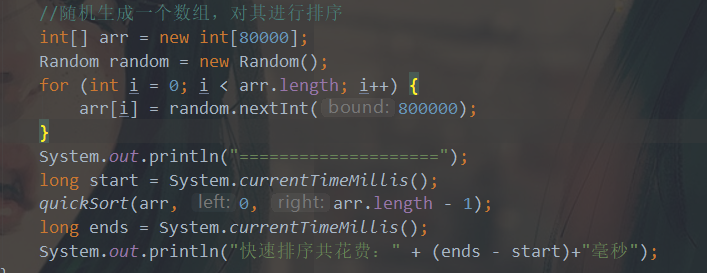 //随机生成一个数组，对其进行排序
int[] arr = new int[80000];
Random random = new Random();
for (int i = 0; i < arr.length; i++) {
arr[i] = random.nextInt( bound: 800000);
}
System.out.println("====================");
long start = System.currentTimeMillis();
quickSort(arr, left: 0, right: arr.length - 1);
long ends = System.currentTimeMillis();
System.out.println("快速排序共花费：" + (ends - start)+"毫秒");